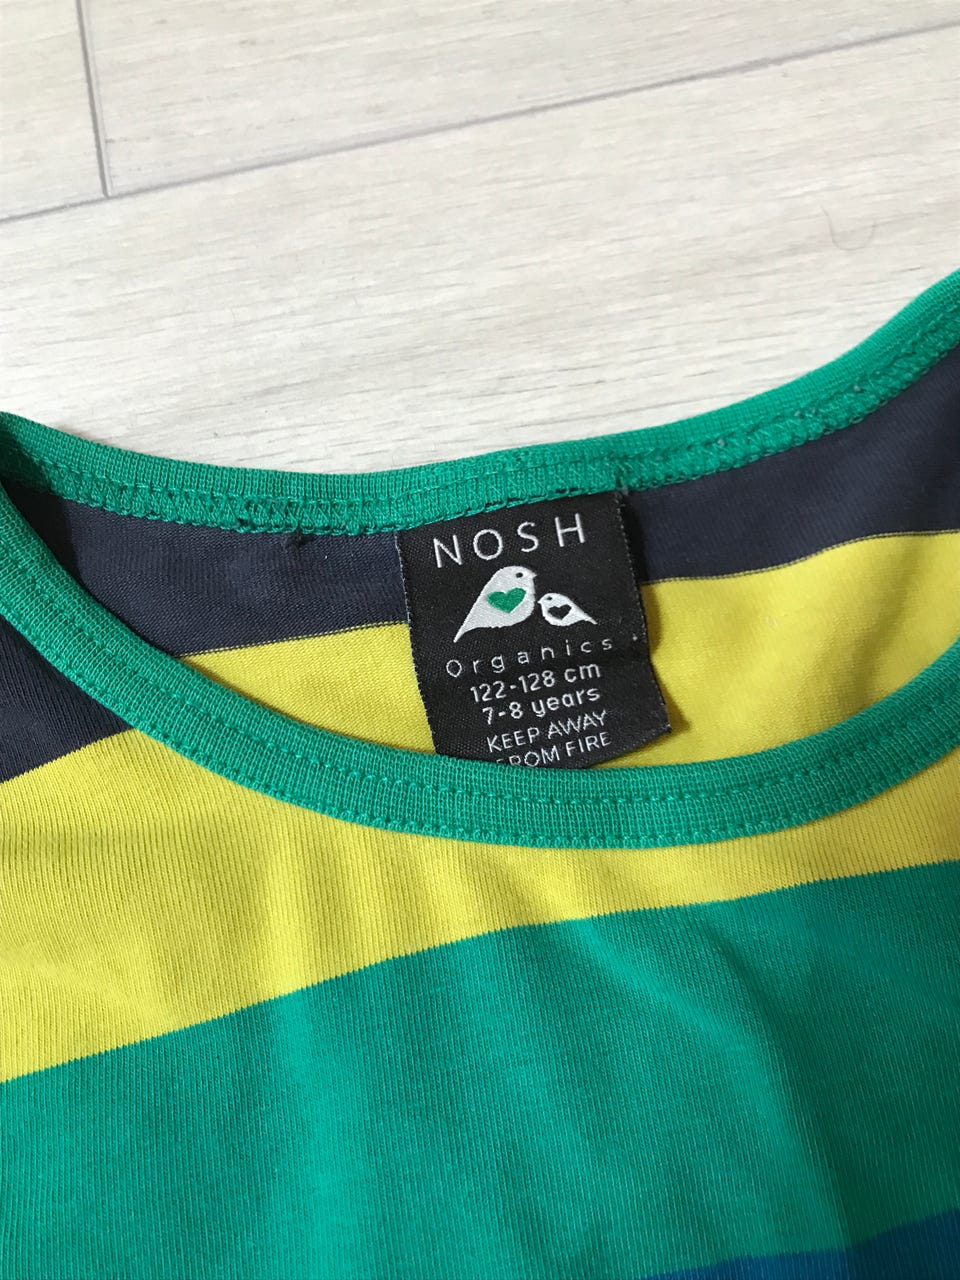 NOSH
Organics
122-128 cm
7-8 years
KEEP AWAY
FROM FIRE